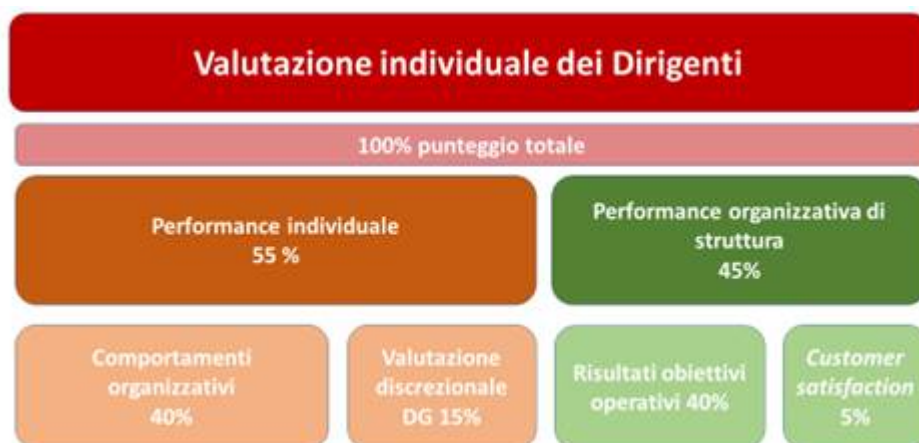 Valutazione individuale dei Dirigenti
100% punteggio totale
Performance individuale
55 %
Performance organizzativa di
struttura
45%
Comportamenti
organizzativi
40%
Valutazione
discrezionale
DG 15%
Risultati obiettivi
operativi 40%
Customer
satisfaction
5%